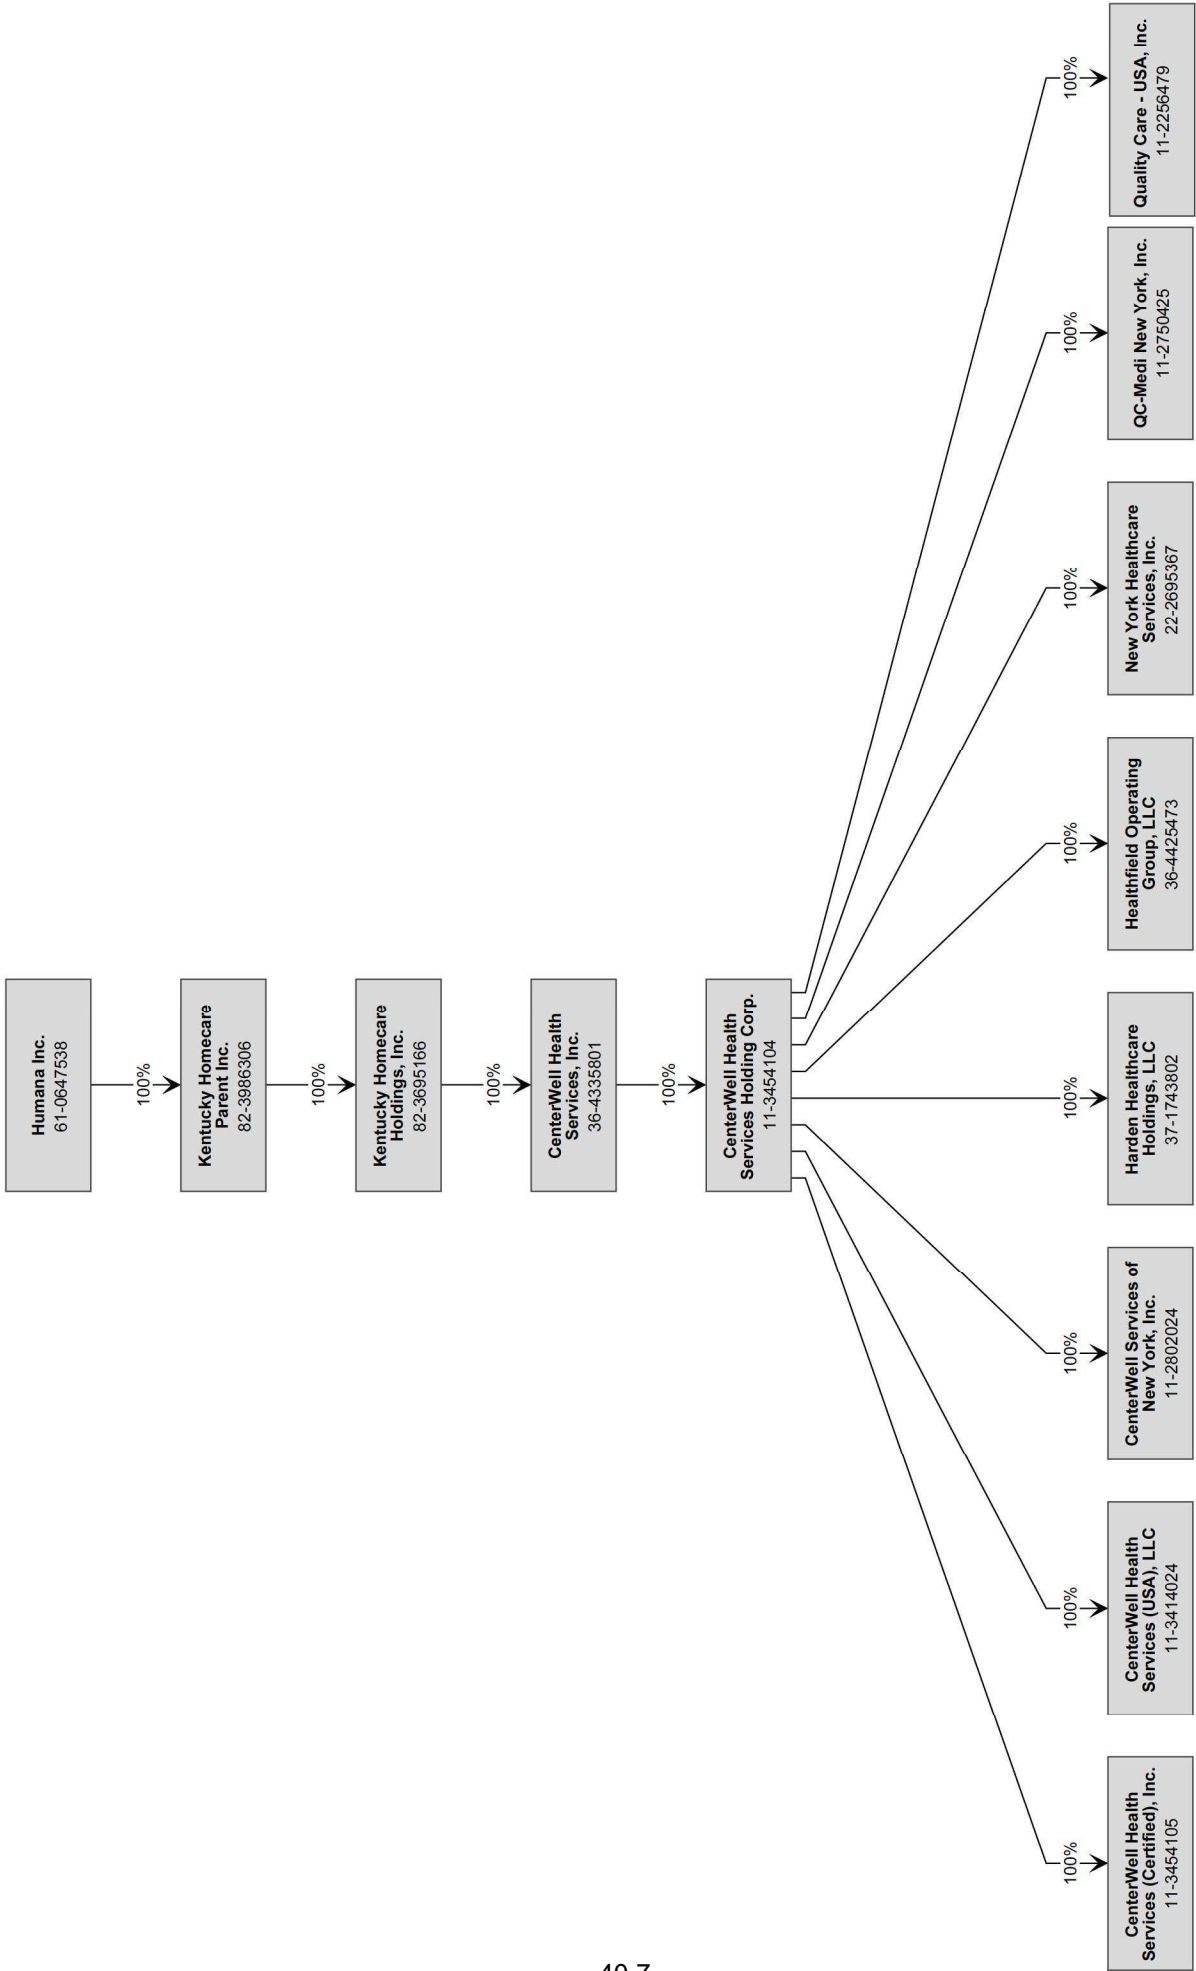 Humana Inc.
61-0647538
100%
Kentucky Homecare
Parent Inc.
82-3986306
100%
Kentucky Homecare
Holdings, Inc.
82-3695166
100%
CenterWell Health
Services, Inc.
36-4335801
100%
CenterWell Health
Services Holding Corp.
11-3454104
100%
CenterWell Health
Services (Certified), Inc.
11-3454105
100%
CenterWell Health
Services (USA), LLC
11-3414024
100%
CenterWell Services of
New York, Inc.
11-2802024
100%
Harden Healthcare
Holdings, LLC
37-1743802
100%
Healthfield Operating
Group, LLC
36-4425473
100%
New York Healthcare
Services, Inc.
22-2695367
100%
QC-Medi New York, Inc.
11-2750425
100%
Quality Care - USA, Inc.
11-2256479